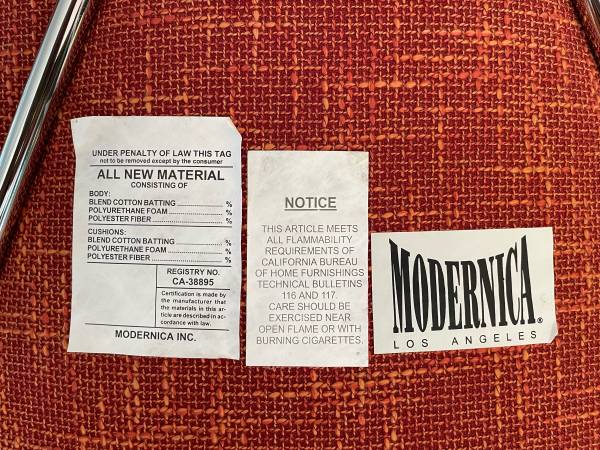 UNDER PENALTY OF LAW THIS TAG
not to be removed except by the consumer
ALL NEW MATERIAL
CONSISTING OF
BODY:
BLEND COTTON BATTING .................... %
POLYURETHANE FOAM .................... %
POLYESTER FIBER .................... %
CUSHIONS:
BLEND COTTON BATTING .................... %
POLYURETHANE FOAM .................... %
POLYESTER FIBER .................... %
REGISTRY NO.
CA-38895
Certification is made by
the manufacturer that
the materials in this ar-
ticle are described in ac-
cordance with law.
MODERNICA INC.
NOTICE
THIS ARTICLE MEETS
ALL FLAMMABILITY
REQUIREMENTS OF
CALIFORNIA BUREAU
OF HOME FURNISHINGS
TECHNICAL BULLETINS
116 AND 117.
CARE SHOULD BE
EXERCISED NEAR
OPEN FLAME OR WITH
BURNING CIGARETTES.
MODERNICA®
LOS ANGELES